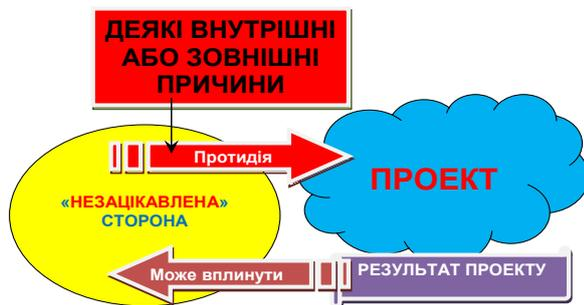 ДЕЯКІ ВНУТРІШНІ
АБО ЗОВНІШНІ
ПРИЧИНИ
Протидія
ПРОЕКТ
«НЕЗАЦІКАВЛЕНА»
СТОРОНА
Може вплинути
РЕЗУЛЬТАТ ПРОЕКТУ